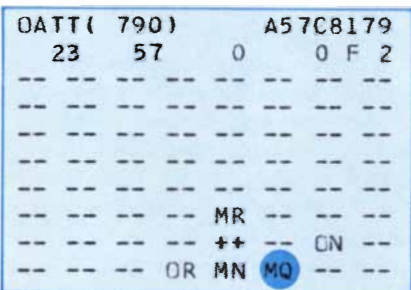 OATT( 790) A57C8179
23 57 0 0 F 2
-- -- -- -- -- -- -- --
-- -- -- -- -- -- -- --
-- -- -- -- -- -- -- --
-- -- -- -- -- -- -- --
-- -- -- -- -- -- -- --
-- -- -- -- MR -- -- --
-- -- -- -- ++ -- ON --
-- -- -- OR MN MQ -- --